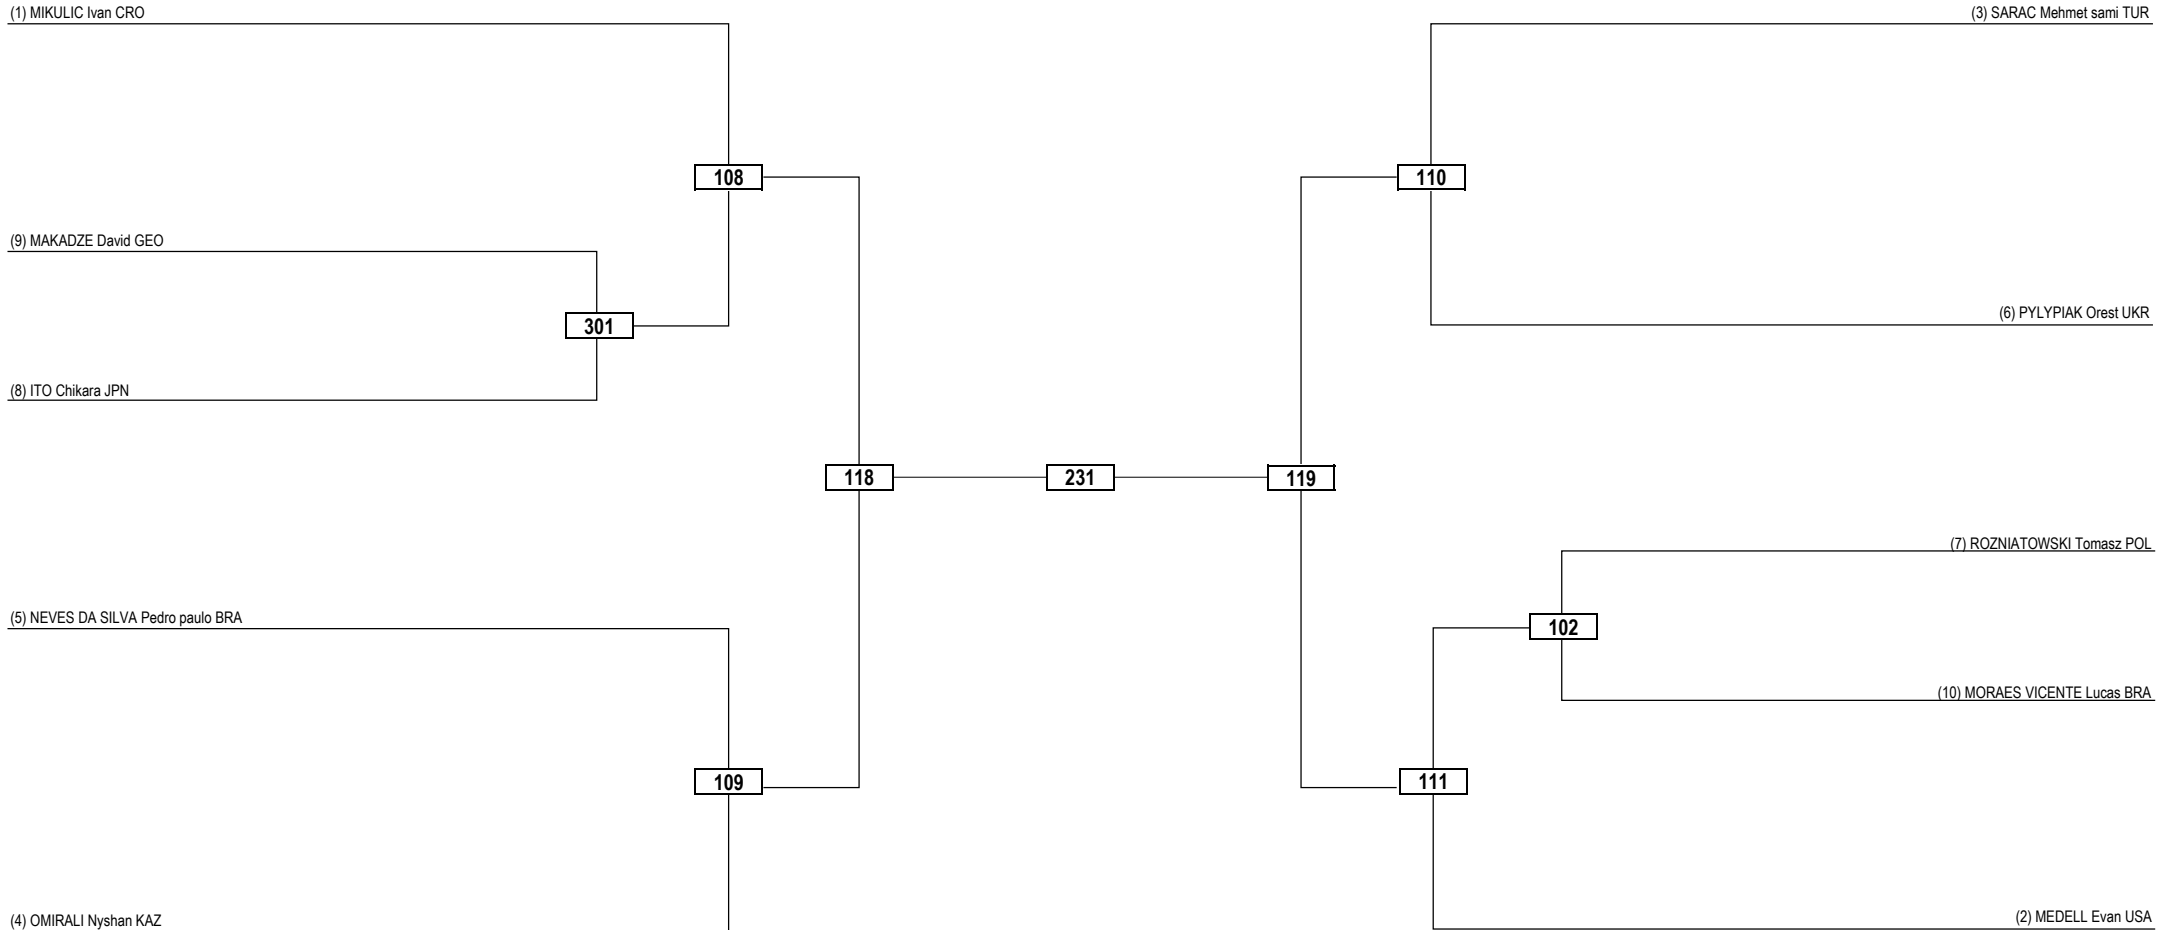 (1) MIKULIC Ivan CRO
(3) SARAC Mehmet sami TUR
108
110
(9) MAKADZE David GEO
301
(6) PYLYPIAK Orest UKR
(8) ITO Chikara JPN
118
231
119
(7) ROZNIATOWSKI Tomasz POL
(5) NEVES DA SILVA Pedro paulo BRA
102
(10) MORAES VICENTE Lucas BRA
109
111
(4) OMIRALI Nyshan KAZ
(2) MEDELL Evan USA